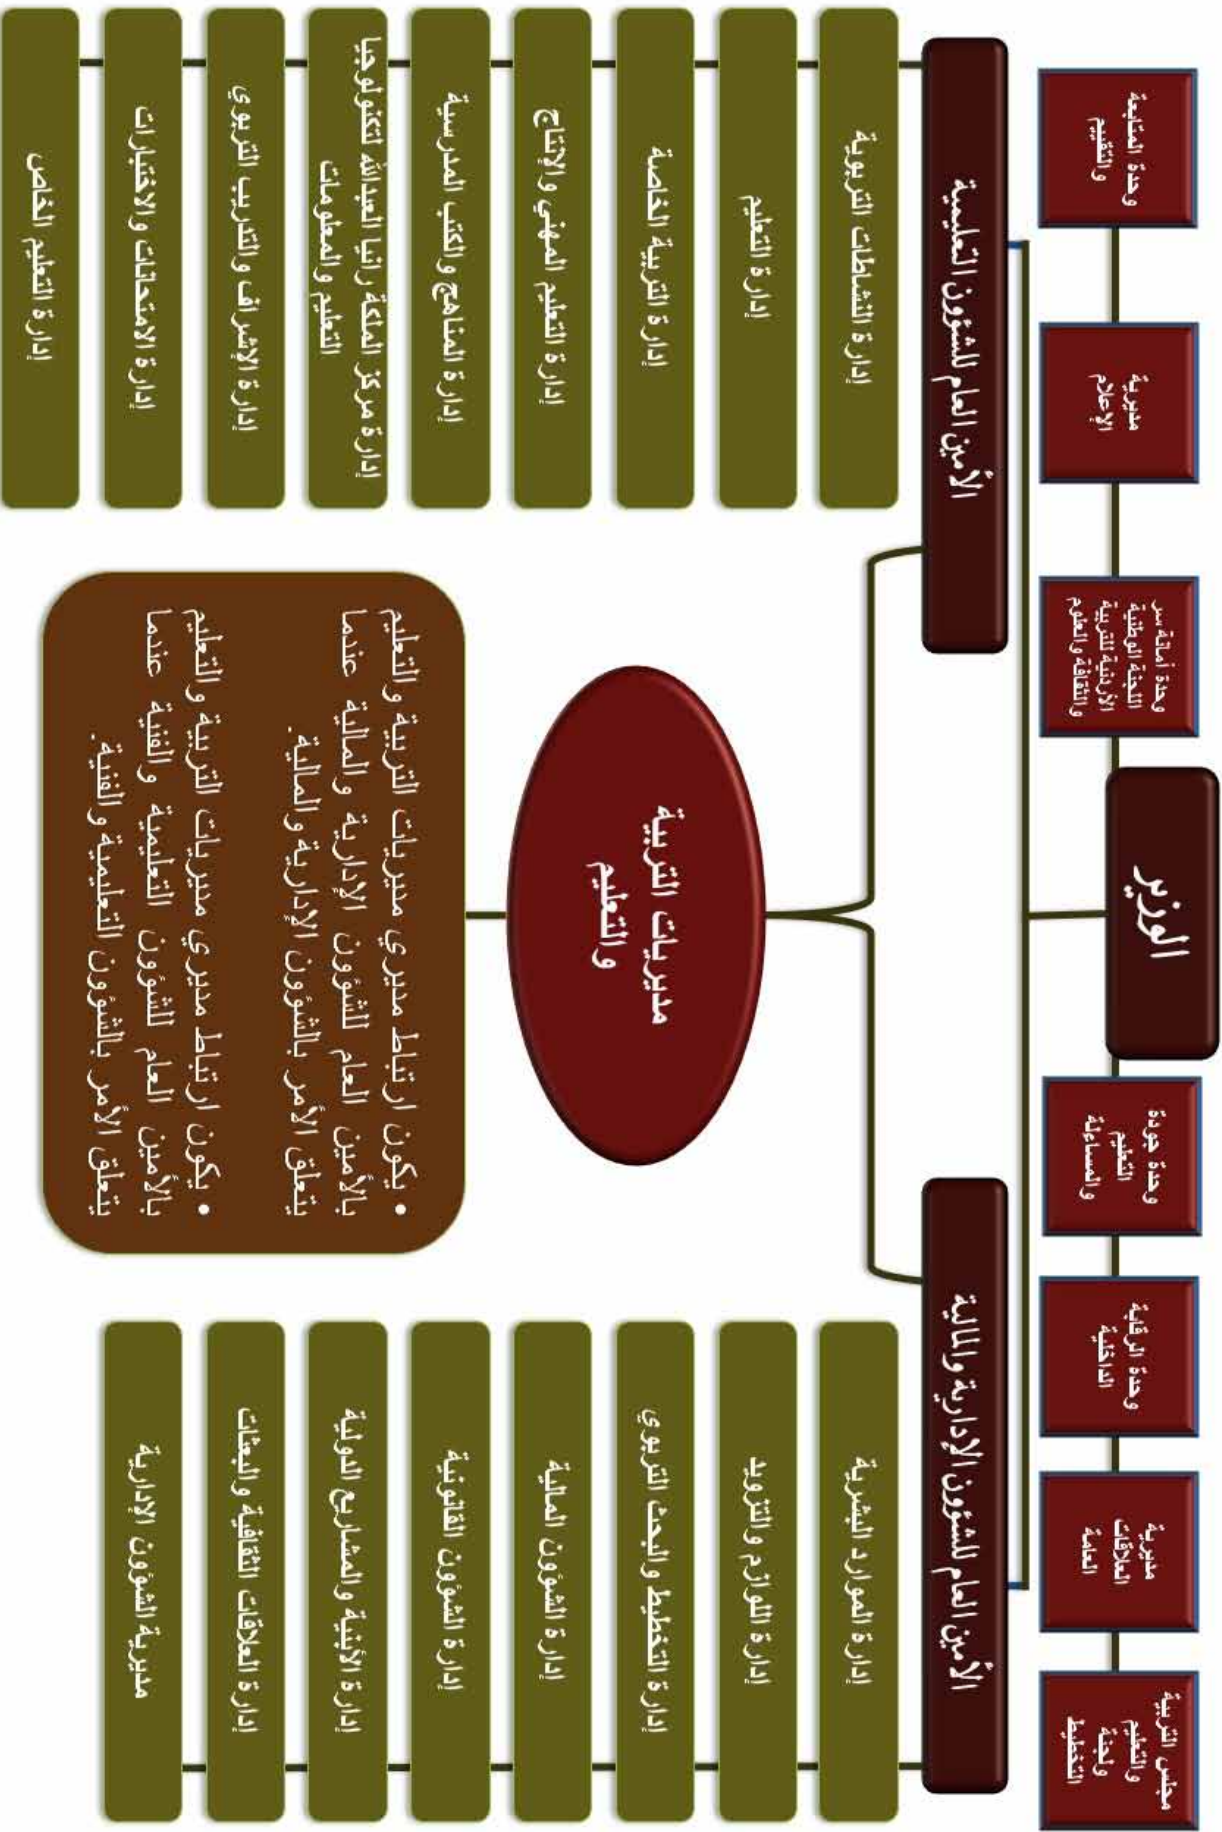 الوزير
مجلس التربية
والتعليم
ولجنة
التخطيط
مديرية
العلاقات
العامة
وحدة الرقابة
الداخلية
وحدة جودة
التعليم
والمساءلة
وحدة أمانة سر
اللجنة الوطنية
الأردنية للتربية
والثقافة والعلوم
مديرية
الإعلام
وحدة المتابعة
والتقييم
الأمين العام للشؤون الإدارية والمالية
إدارة الموارد البشرية
إدارة اللوازم والتزويد
إدارة التخطيط والبحث التربوي
إدارة الشؤون المالية
إدارة الشؤون القانونية
إدارة الأبنية والمشاريع الدولية
إدارة العلاقات الثقافية والبعثات
مديرية الشؤون الإدارية
الأمين العام للشؤون التعليمية
إدارة النشاطات التربوية
إدارة التعليم
إدارة التربية الخاصة
إدارة التعليم المهني والإنتاج
إدارة المناهج والكتب المدرسية
إدارة مركز الملكة رانيا العبدالله لتكنولوجيا
التعليم والمعلومات
إدارة الإشراف والتدريب التربوي
إدارة الامتحانات والاختبارات
إدارة التعليم الخاص
مديريات التربية
والتعليم
• يكون ارتباط مديري مديريات التربية والتعليم
بالأمين العام للشؤون الإدارية والمالية عندما
يتعلق الأمر بالشؤون الإدارية والمالية.
• يكون ارتباط مديري مديريات التربية والتعليم
بالأمين العام للشؤون التعليمية والفنية عندما
يتعلق الأمر بالشؤون التعليمية والفنية.